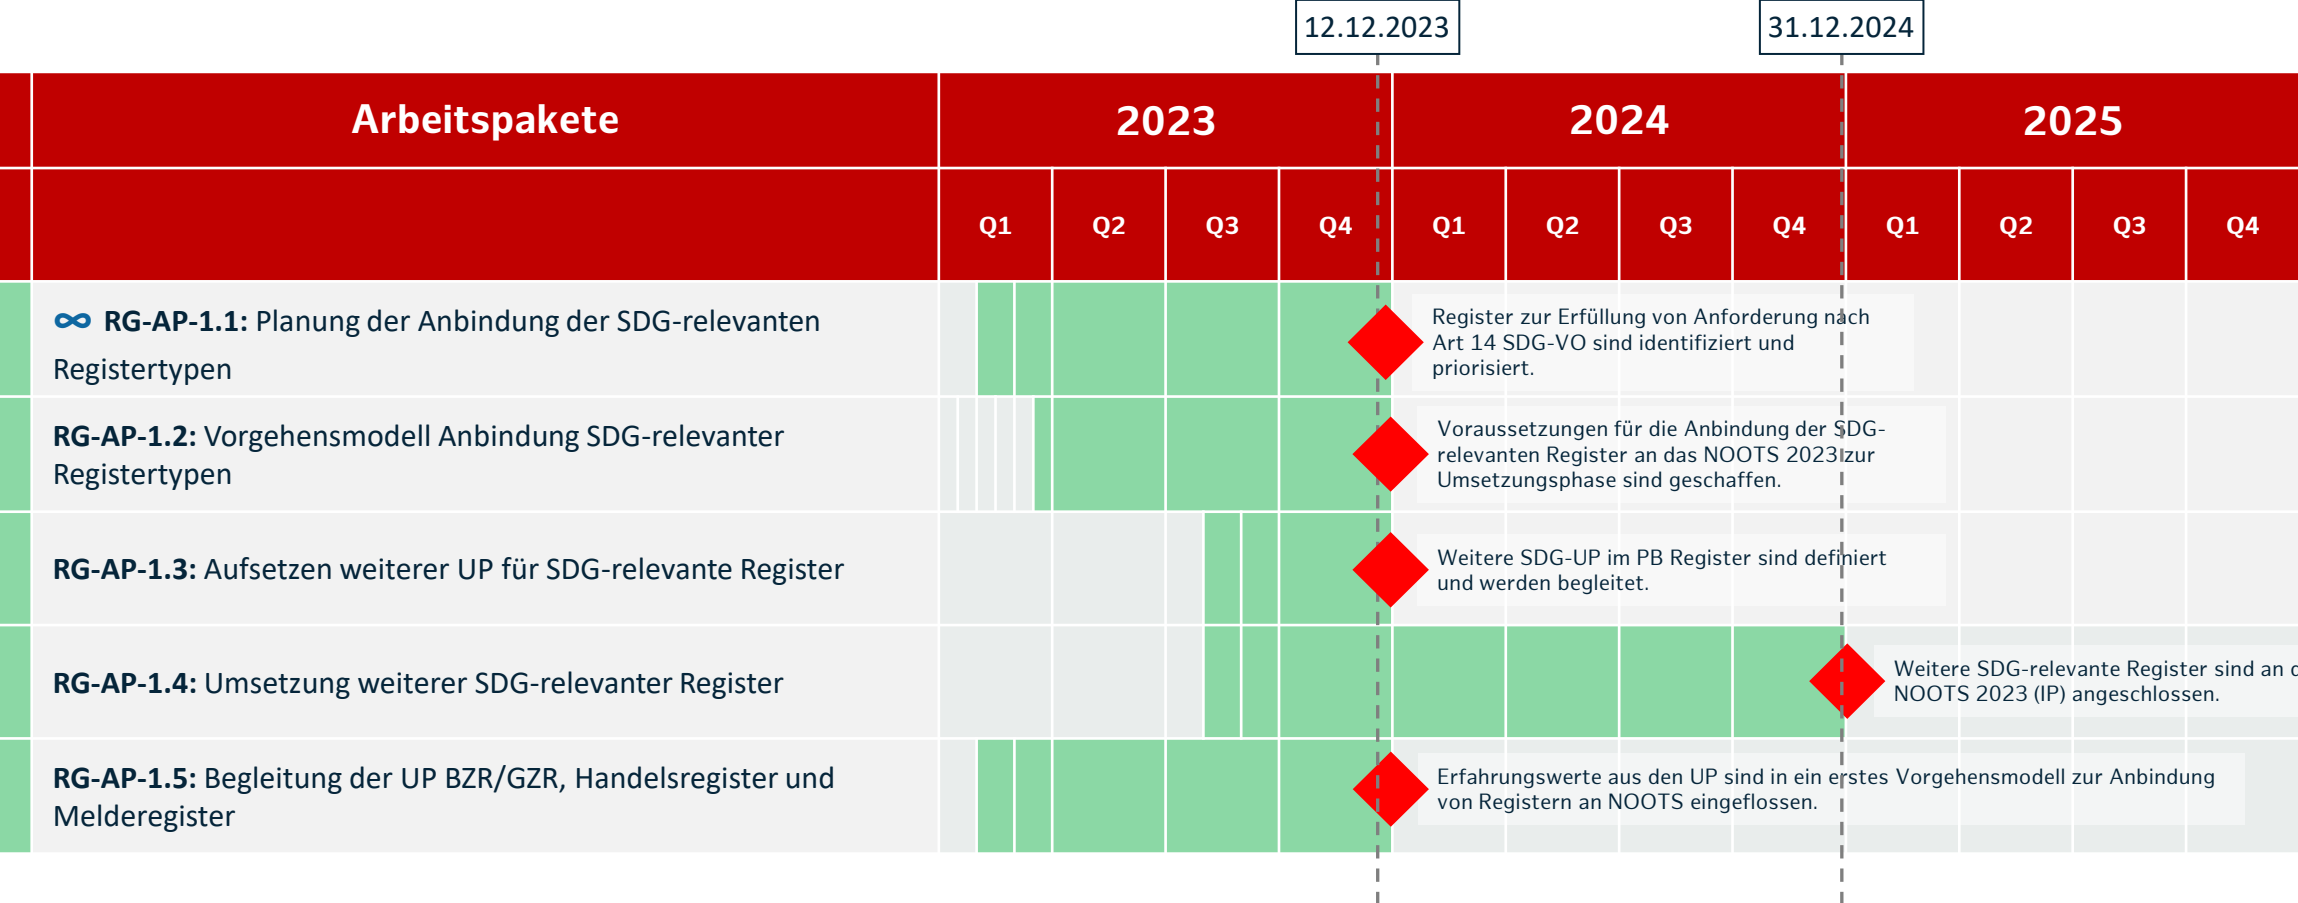 12.12.2023
31.12.2024
Arbeitspakete
2023
2024
2025
Q1 Q2 Q3 Q4 Q1 Q2 Q3 Q4 Q1 Q2 Q3 Q4
∞ RG-AP-1.1: Planung der Anbindung der SDG-relevanten
Registertypen
Register zur Erfüllung von Anforderung nach
Art 14 SDG-VO sind identifiziert und
priorisiert.
RG-AP-1.2: Vorgehensmodell Anbindung SDG-relevanter
Registertypen
Voraussetzungen für die Anbindung der SDG-
relevanten Register an das NOOTS 2023 zur
Umsetzungsphase sind geschaffen.
RG-AP-1.3: Aufsetzen weiterer UP für SDG-relevante Register
Weitere SDG-UP im PB Register sind definiert
und werden begleitet.
RG-AP-1.4: Umsetzung weiterer SDG-relevanter Register
Weitere SDG-relevante Register sind an
NOOTS 2023 (IP) angeschlossen.
RG-AP-1.5: Begleitung der UP BZR/GZR, Handelsregister und
Melderegister
Erfahrungswerte aus den UP sind in ein erstes Vorgehensmodell zur Anbindung
von Registern an NOOTS eingeflossen.